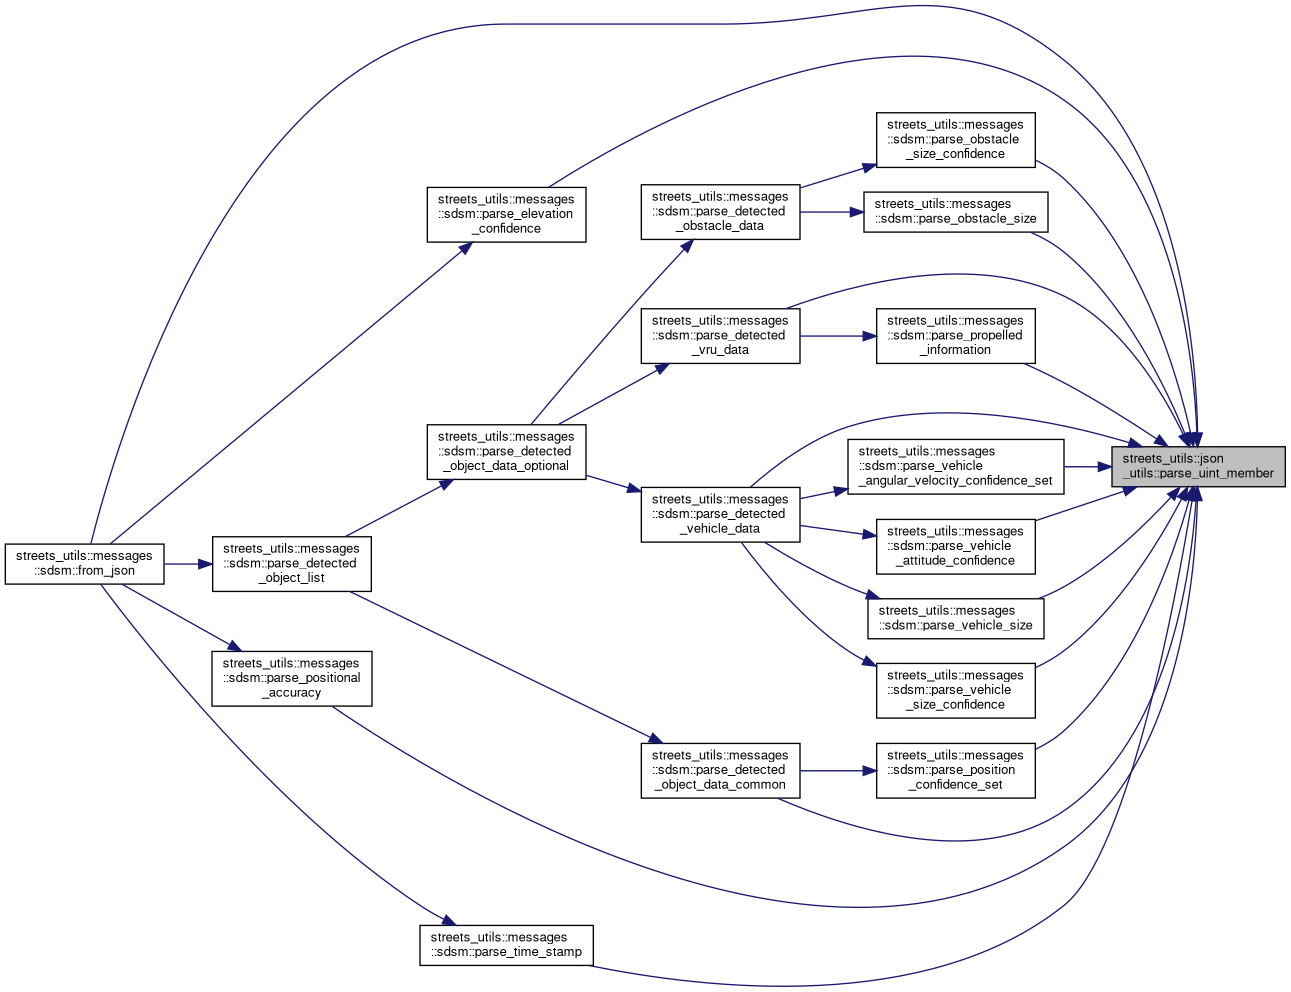 streets_utils::messages
::sdsm::parse_obstacle
_size_confidence
streets_utils::messages
::sdsm::parse_elevation
_confidence
streets_utils::messages
::sdsm::parse_detected
_obstacle_data
streets_utils::messages
::sdsm::parse_obstacle_size
streets_utils::messages
::sdsm::parse_detected
_vru_data
streets_utils::messages
::sdsm::parse_propelled
_information
streets_utils::messages
::sdsm::parse_detected
_object_data_optional
streets_utils::messages
::sdsm::parse_vehicle
_angular_velocity_confidence_set
streets_utils::json
_utils::parse_uint_member
streets_utils::messages
::sdsm::parse_detected
_vehicle_data
streets_utils::messages
::sdsm::parse_vehicle
_attitude_confidence
streets_utils::messages
::sdsm::from_json
streets_utils::messages
::sdsm::parse_detected
_object_list
streets_utils::messages
::sdsm::parse_vehicle_size
streets_utils::messages
::sdsm::parse_positional
_accuracy
streets_utils::messages
::sdsm::parse_vehicle
_size_confidence
streets_utils::messages
::sdsm::parse_detected
_object_data_common
streets_utils::messages
::sdsm::parse_position
_confidence_set
streets_utils::messages
::sdsm::parse_time_stamp